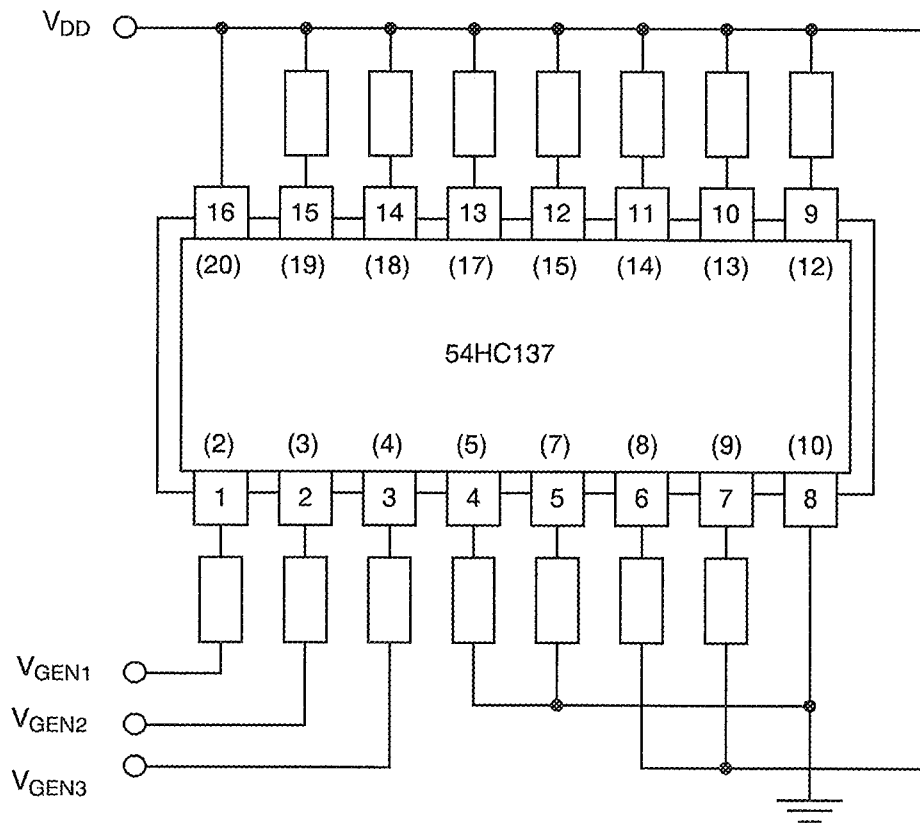 VDD
16 15 14 13 12 11 10 9
(20) (19) (18) (17) (15) (14) (13) (12)
54HC137
(2) (3) (4) (5) (7) (8) (9) (10)
1 2 3 4 5 6 7 8
VGEN1
VGEN2
VGEN3